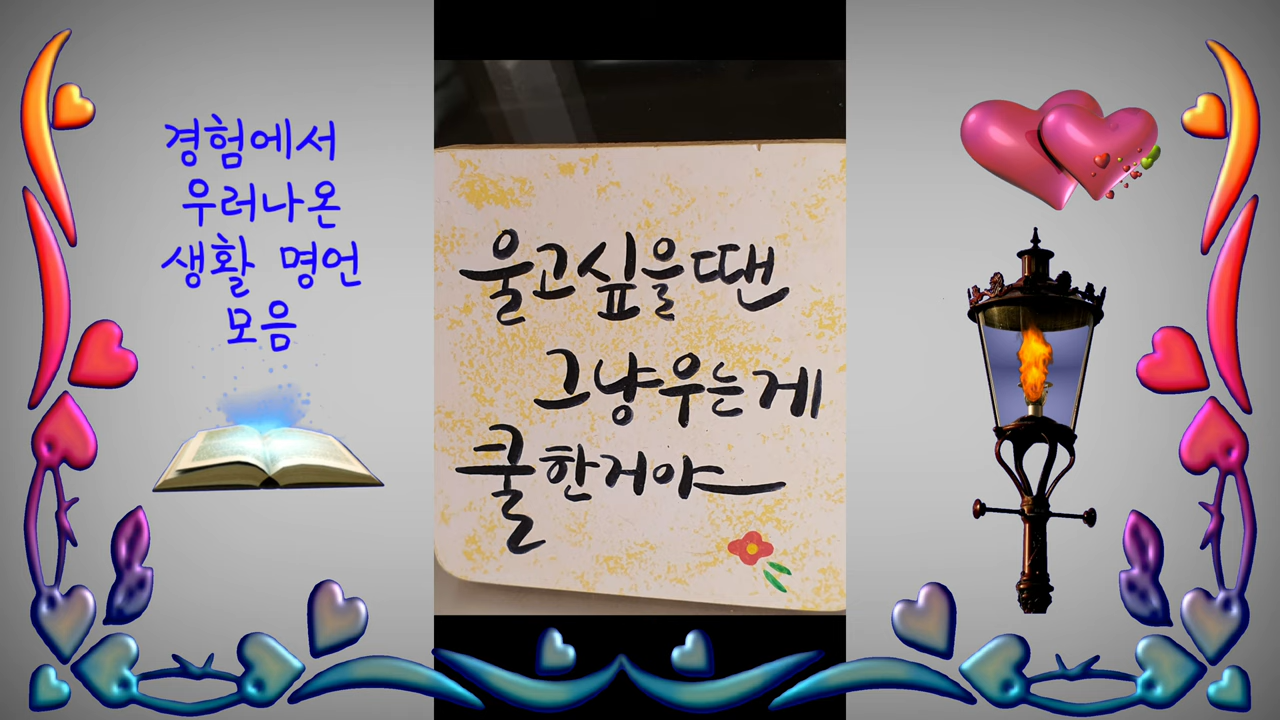 경험에서
우러나온
생활 명언
모음
울고싶을땐
그냥우는게
쿨한거야